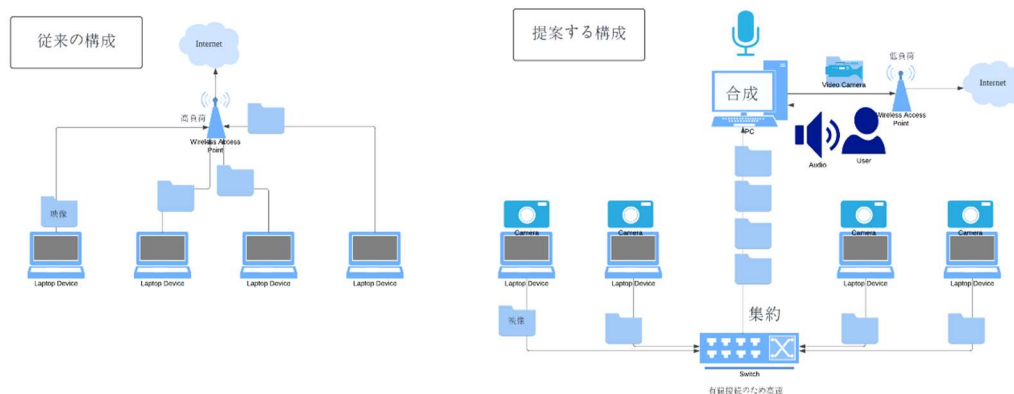 従来の構成
Internet
高負荷
Wireless Access
Point
映像
Laptop Device
Laptop Device
Laptop Device
Laptop Device
提案する構成
合成
PC
Video Camera
低負荷
Wireless Access
Point
Internet
Audio
User
Camera
Camera
Camera
Camera
Laptop Device
Laptop Device
Laptop Device
Laptop Device
映像
集約
Switch
有線接続のため高速